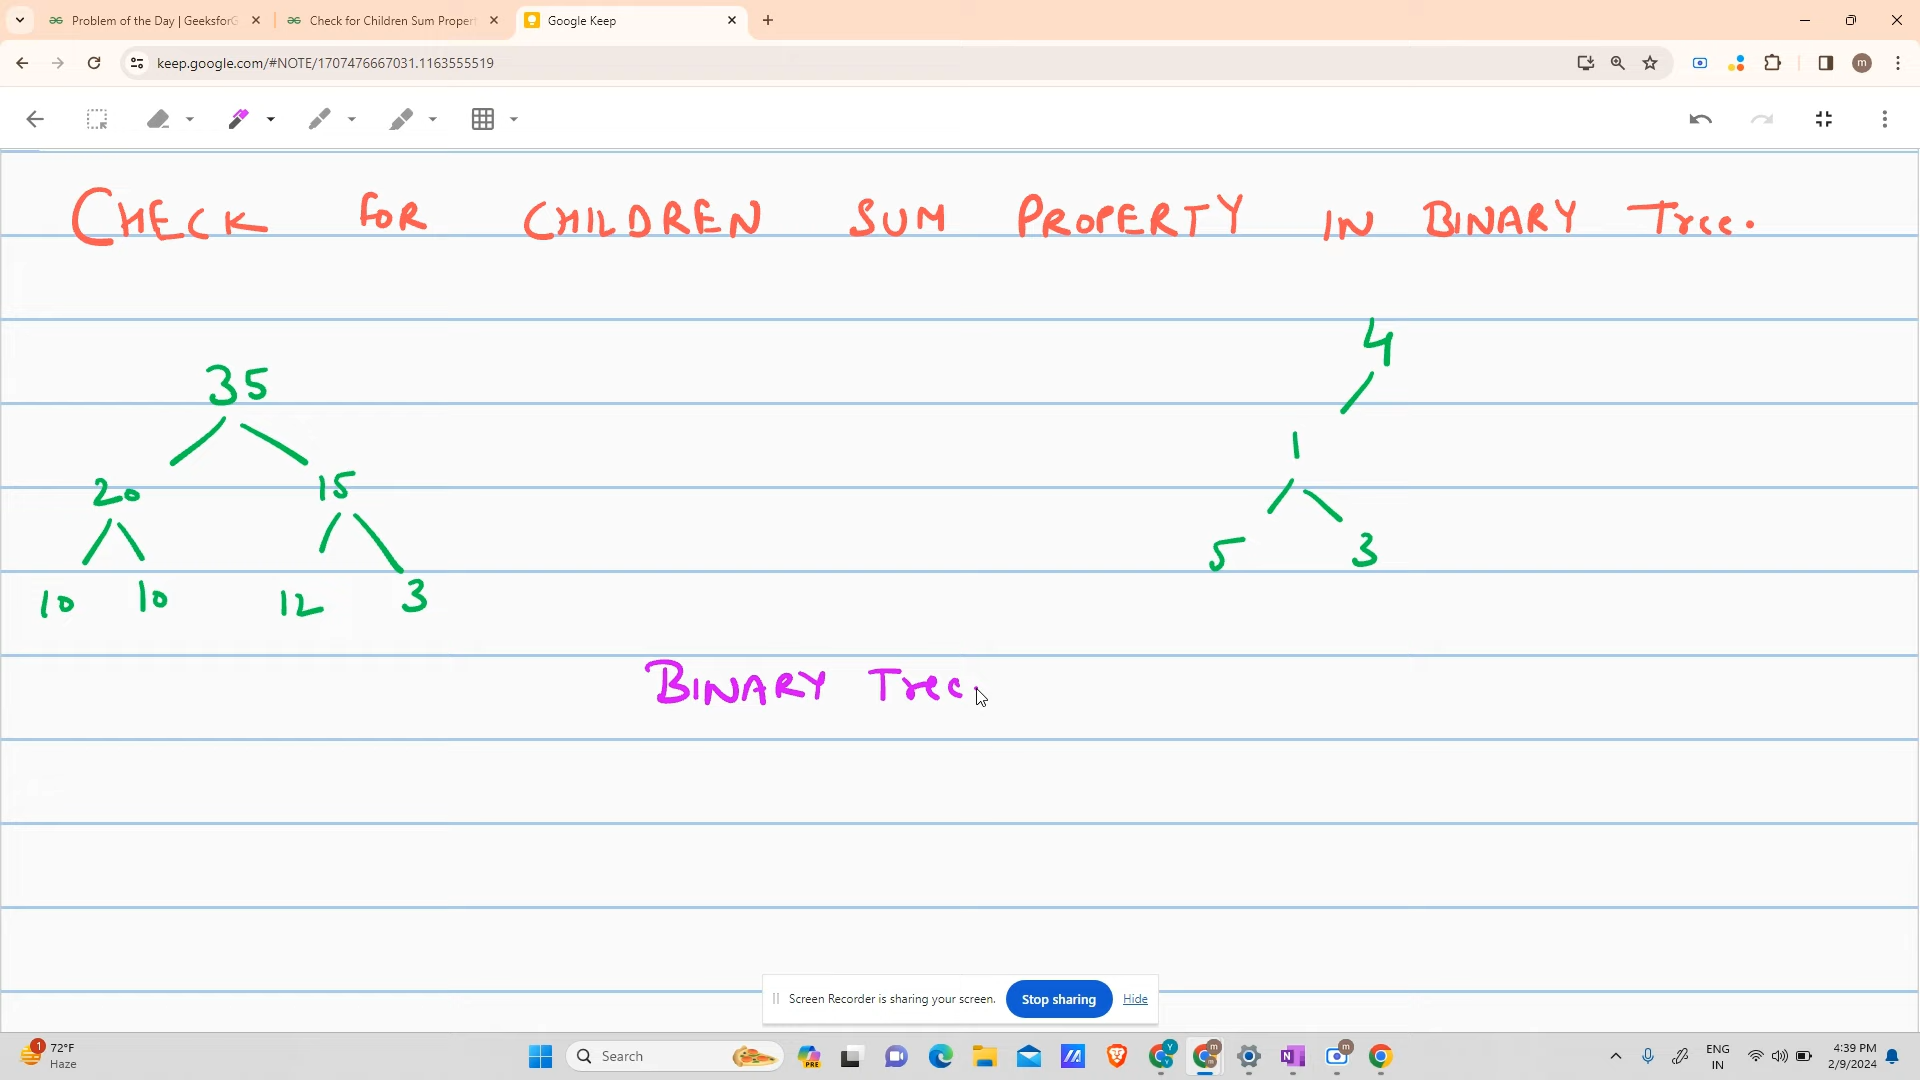 Problem of the Day | GeeksforG
Check for Children Sum Propert
Google Keep
keep.google.com/#NOTE/1707476667031.1163555519
m
CHECK FOR CHILDREN SUM PROPERTY IN BINARY Tree.
35
4
20 15
1
10 10 12 3
5 3
BINARY Tree.
Screen Recorder is sharing your screen. Stop sharing Hide
1
72°F
Haze
Search
PRE
Y
m
N
m
ENG
IN
4:39 PM
2/9/2024